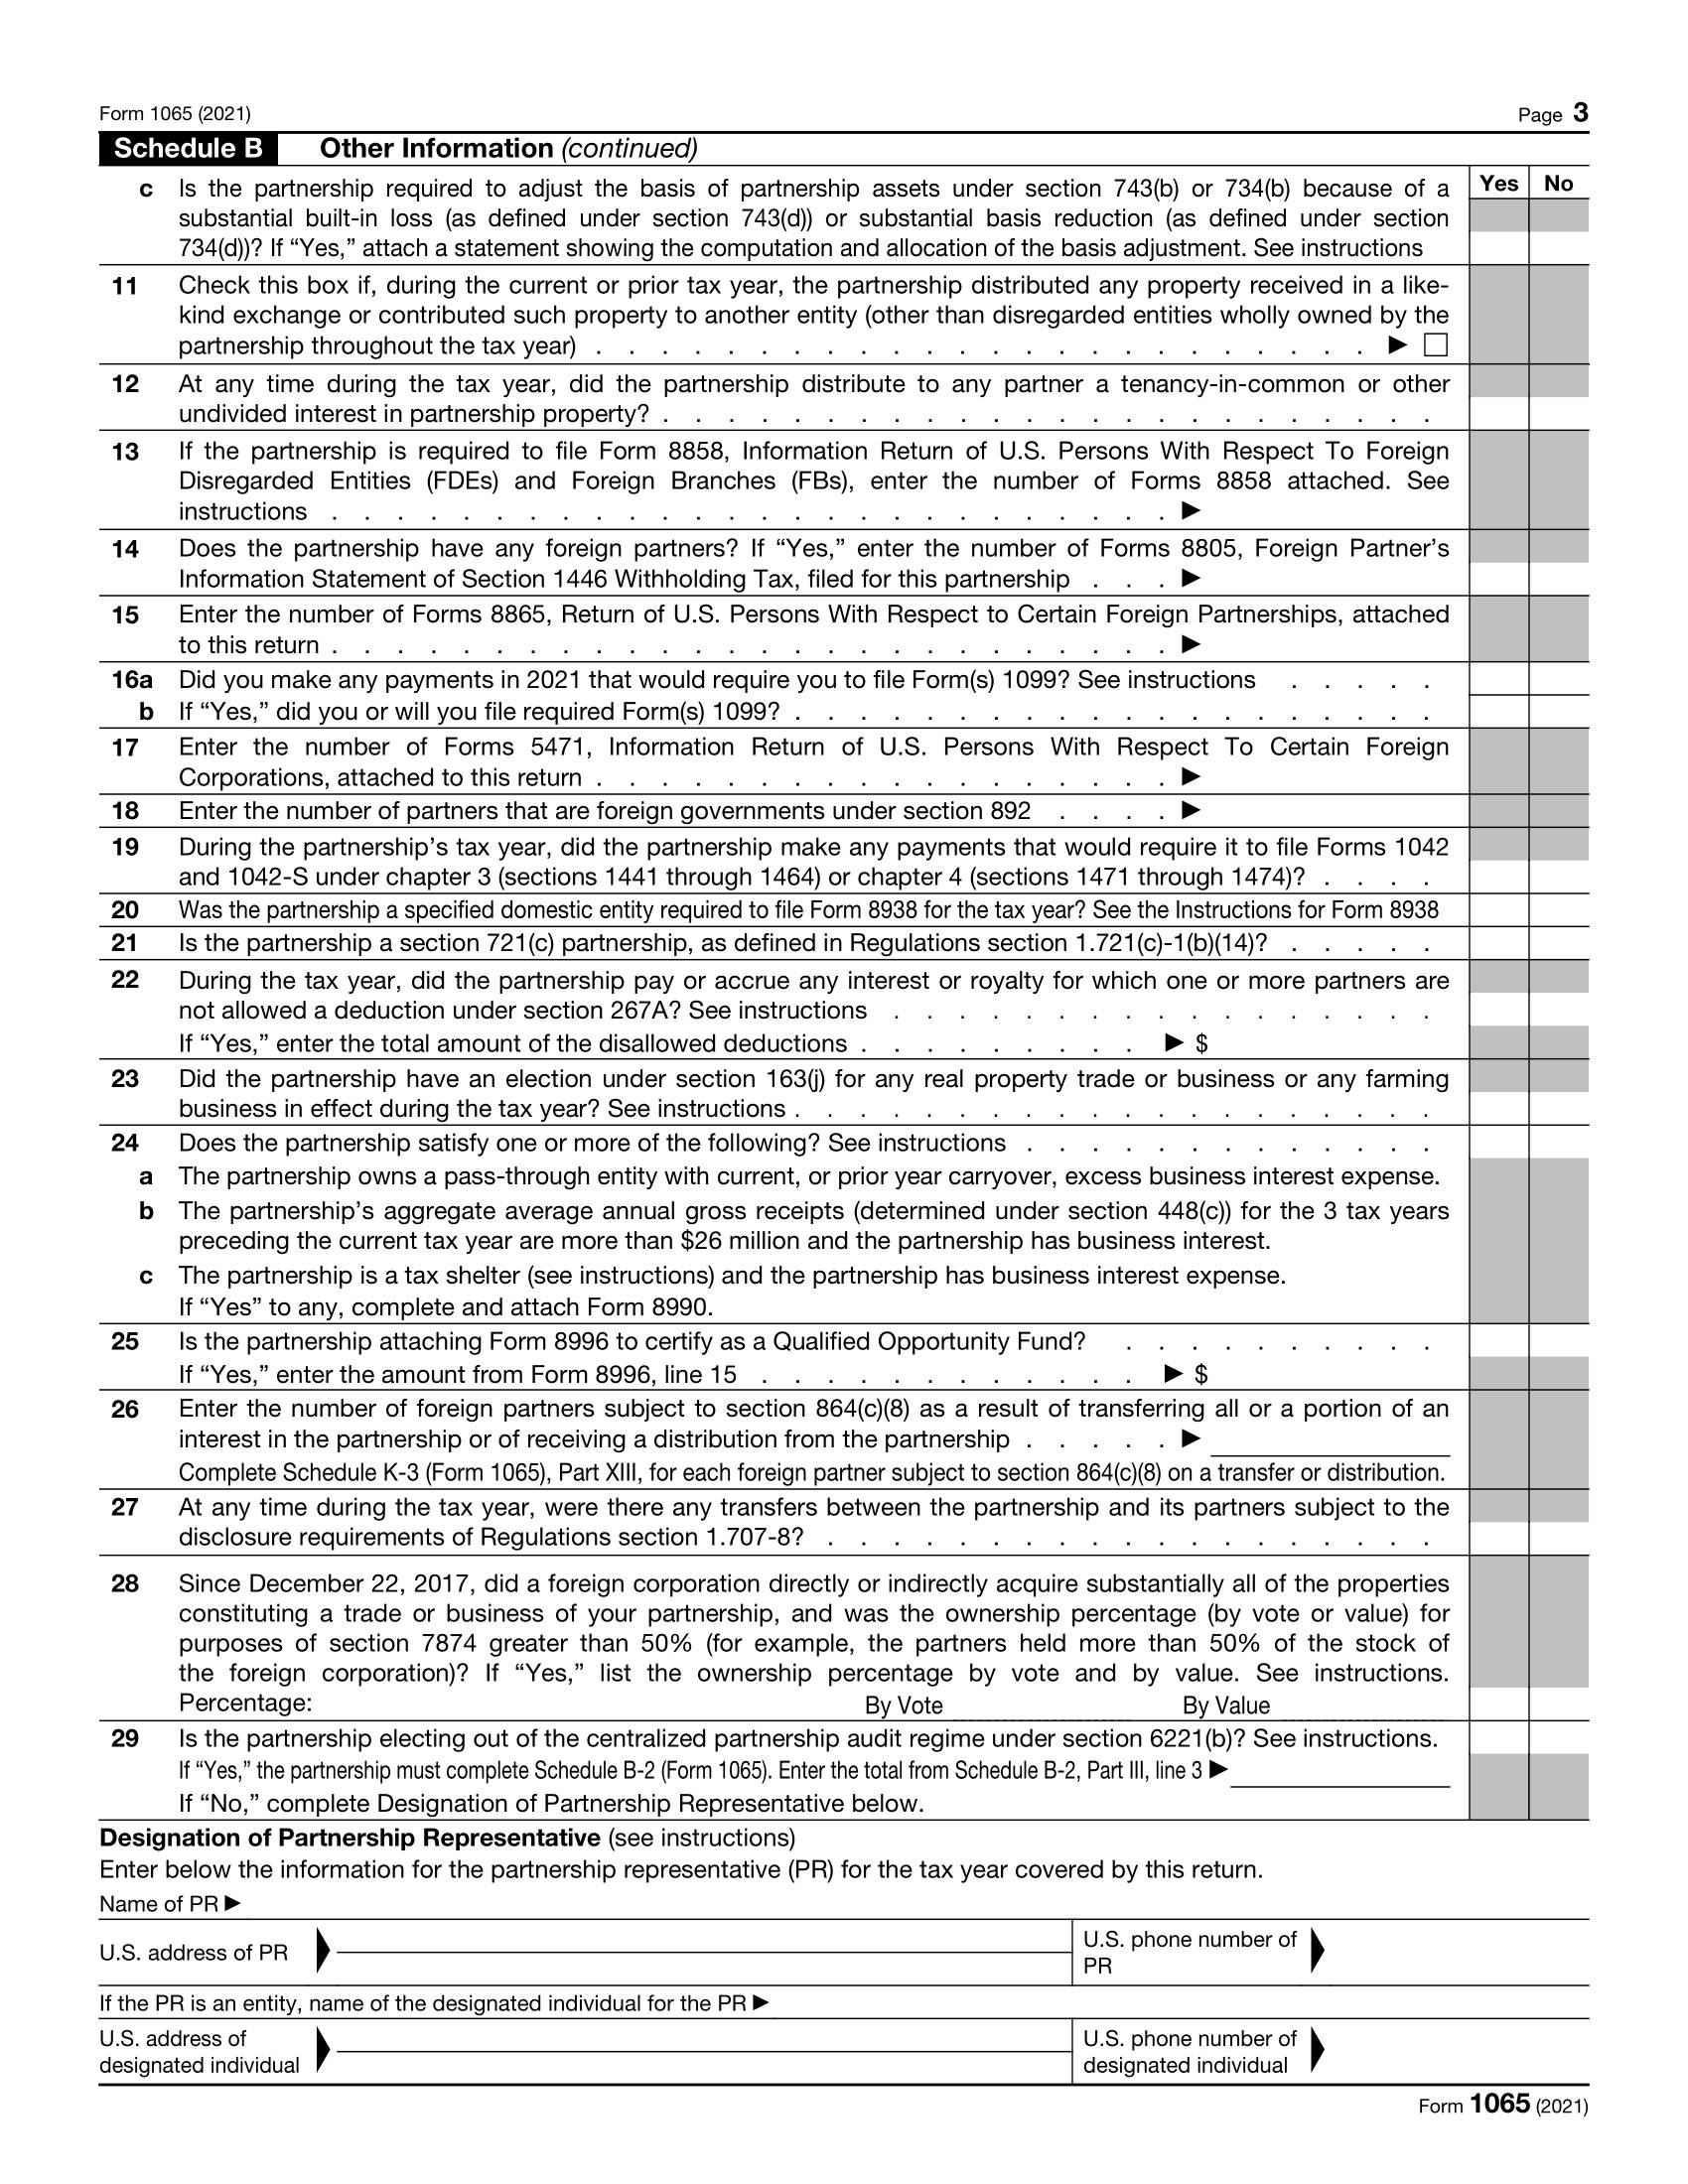 Form 1065 (2021) Page 3
Schedule B Other Information (continued)
Yes No
c Is the partnership required to adjust the basis of partnership assets under section 743(b) or 734(b) because of a
substantial built-in loss (as defined under section 743(d)) or substantial basis reduction (as defined under section
734(d))? If “Yes,” attach a statement showing the computation and allocation of the basis adjustment. See instructions
11 Check this box if, during the current or prior tax year, the partnership distributed any property received in a like-
kind exchange or contributed such property to another entity (other than disregarded entities wholly owned by the
partnership throughout the tax year) . . . . . . . . . . . . . . . . . . . . . . . . ▶ ☐
12 At any time during the tax year, did the partnership distribute to any partner a tenancy-in-common or other
undivided interest in partnership property? . . . . . . . . . . . . . . . . . . . . . . . .
13 If the partnership is required to file Form 8858, Information Return of U.S. Persons With Respect To Foreign
Disregarded Entities (FDEs) and Foreign Branches (FBs), enter the number of Forms 8858 attached. See
instructions . . . . . . . . . . . . . . . . . . . . . . . . . . ▶
14 Does the partnership have any foreign partners? If “Yes,” enter the number of Forms 8805, Foreign Partner’s
Information Statement of Section 1446 Withholding Tax, filed for this partnership . . . ▶
15 Enter the number of Forms 8865, Return of U.S. Persons With Respect to Certain Foreign Partnerships, attached
to this return . . . . . . . . . . . . . . . . . . . . . . . . . . ▶
16a Did you make any payments in 2021 that would require you to file Form(s) 1099? See instructions . . . . .
b If “Yes,” did you or will you file required Form(s) 1099? . . . . . . . . . . . . . . . . . . . .
17 Enter the number of Forms 5471, Information Return of U.S. Persons With Respect To Certain Foreign
Corporations, attached to this return . . . . . . . . . . . . . . . . . . ▶
18 Enter the number of partners that are foreign governments under section 892 . . . . ▶
19 During the partnership’s tax year, did the partnership make any payments that would require it to file Forms 1042
and 1042-S under chapter 3 (sections 1441 through 1464) or chapter 4 (sections 1471 through 1474)? . . . .
20 Was the partnership a specified domestic entity required to file Form 8938 for the tax year? See the Instructions for Form 8938
21 Is the partnership a section 721(c) partnership, as defined in Regulations section 1.721(c)-1(b)(14)? . . . . .
22 During the tax year, did the partnership pay or accrue any interest or royalty for which one or more partners are
not allowed a deduction under section 267A? See instructions . . . . . . . . . . . . . . . . .
If “Yes,” enter the total amount of the disallowed deductions . . . . . . . . . ▶ $
23 Did the partnership have an election under section 163(j) for any real property trade or business or any farming
business in effect during the tax year? See instructions . . . . . . . . . . . . . . . . . . . .
24 Does the partnership satisfy one or more of the following? See instructions . . . . . . . . . . . . .
a The partnership owns a pass-through entity with current, or prior year carryover, excess business interest expense.
b The partnership’s aggregate average annual gross receipts (determined under section 448(c)) for the 3 tax years
preceding the current tax year are more than $26 million and the partnership has business interest.
c The partnership is a tax shelter (see instructions) and the partnership has business interest expense.
If “Yes” to any, complete and attach Form 8990.
25 Is the partnership attaching Form 8996 to certify as a Qualified Opportunity Fund? . . . . . . . . . .
If “Yes,” enter the amount from Form 8996, line 15 . . . . . . . . . . . . ▶ $
26 Enter the number of foreign partners subject to section 864(c)(8) as a result of transferring all or a portion of an
interest in the partnership or of receiving a distribution from the partnership . . . . . ▶
Complete Schedule K-3 (Form 1065), Part XIII, for each foreign partner subject to section 864(c)(8) on a transfer or distribution.
27 At any time during the tax year, were there any transfers between the partnership and its partners subject to the
disclosure requirements of Regulations section 1.707-8? . . . . . . . . . . . . . . . . . . .
28 Since December 22, 2017, did a foreign corporation directly or indirectly acquire substantially all of the properties
constituting a trade or business of your partnership, and was the ownership percentage (by vote or value) for
purposes of section 7874 greater than 50% (for example, the partners held more than 50% of the stock of
the foreign corporation)? If “Yes,” list the ownership percentage by vote and by value. See instructions.
Percentage: By Vote By Value
29 Is the partnership electing out of the centralized partnership audit regime under section 6221(b)? See instructions.
If “Yes,” the partnership must complete Schedule B-2 (Form 1065). Enter the total from Schedule B-2, Part III, line 3 ▶
If “No,” complete Designation of Partnership Representative below.
Designation of Partnership Representative (see instructions)
Enter below the information for the partnership representative (PR) for the tax year covered by this return.
Name of PR ▶
U.S. address of PR ▶ U.S. phone number of
PR ▶
If the PR is an entity, name of the designated individual for the PR ▶
U.S. address of
designated individual ▶ U.S. phone number of
designated individual ▶
Form 1065 (2021)